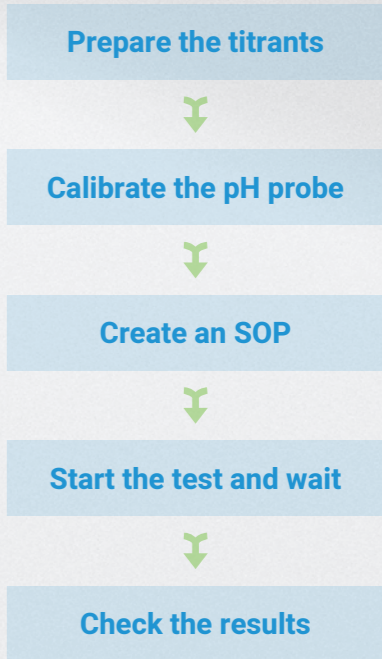 Prepare the titrants
Calibrate the pH probe
Create an SOP
Start the test and wait
Check the results